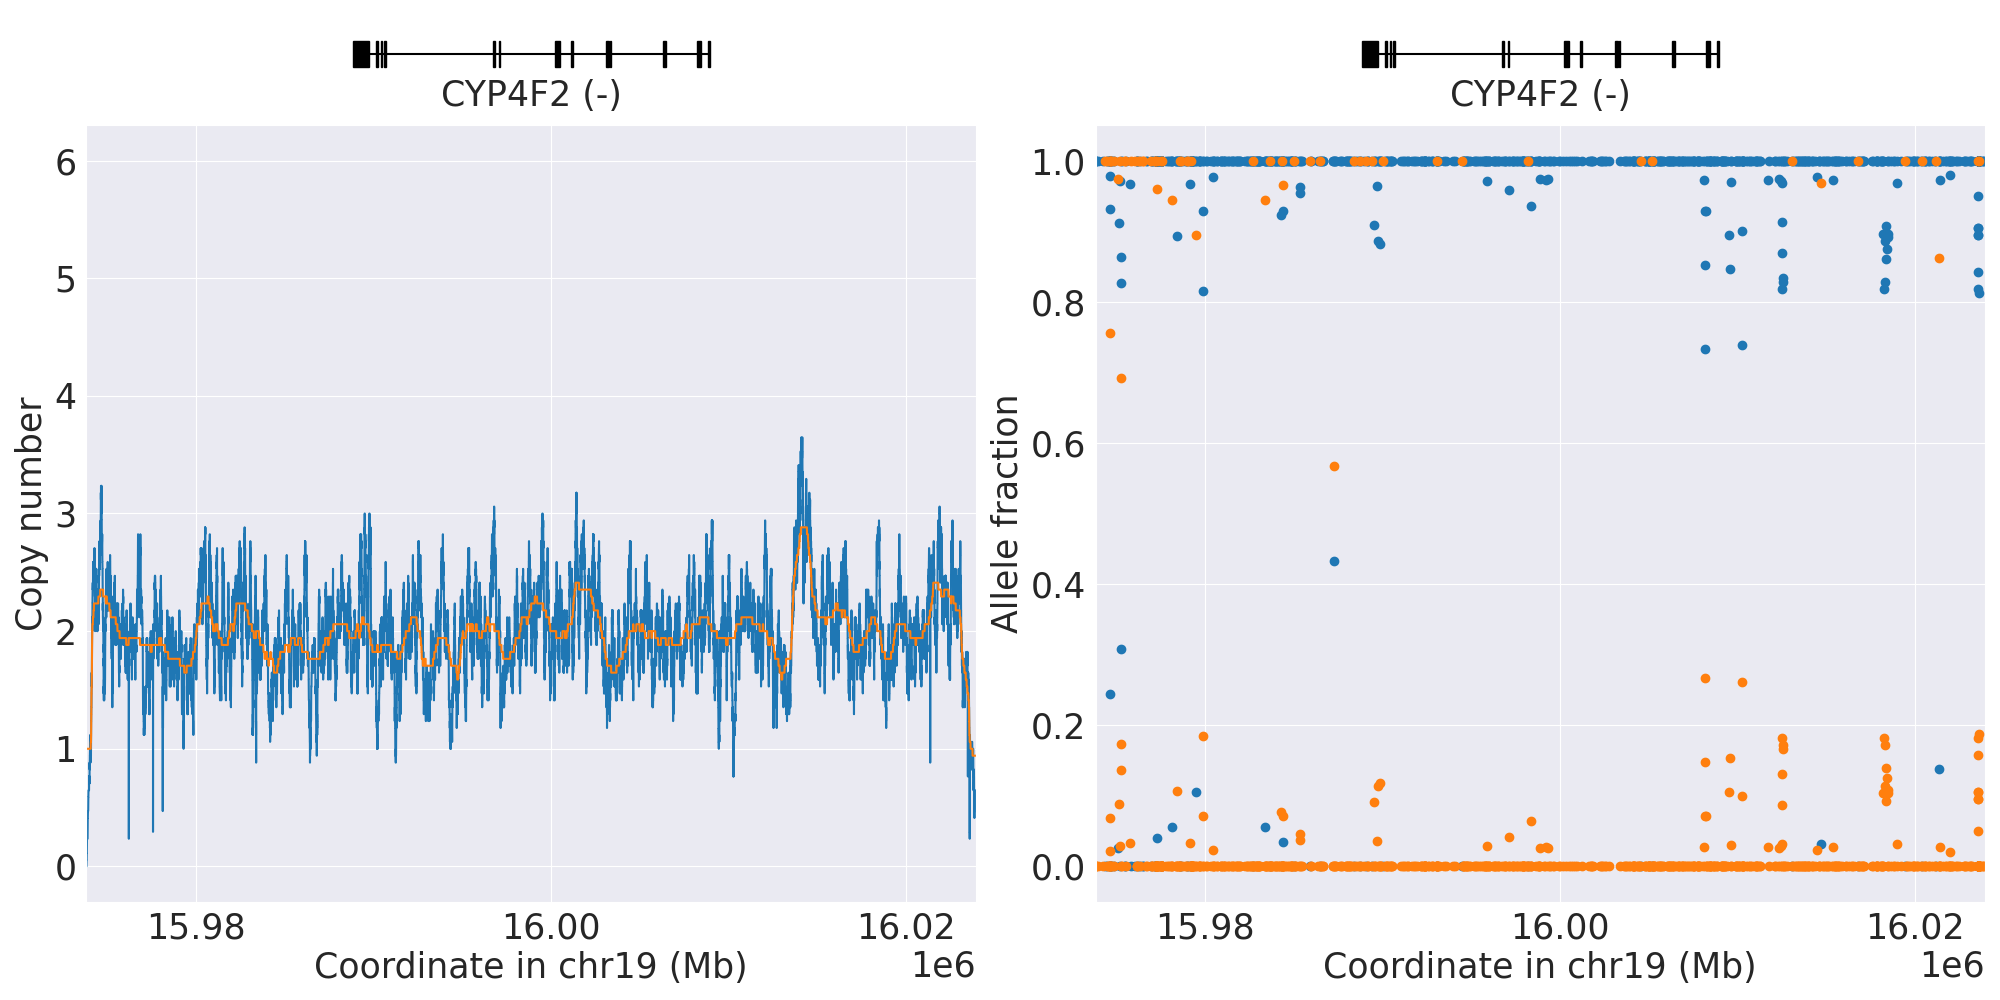 CYP4F2 (-)
6
5
4
3
2
1
0
Copy number
15.98
16.00
16.02
Coordinate in chr19 (Mb)
1e6
CYP4F2 (-)
1.0
0.8
0.6
0.4
0.2
0.0
Allele fraction
15.98
16.00
16.02
Coordinate in chr19 (Mb)
1e6